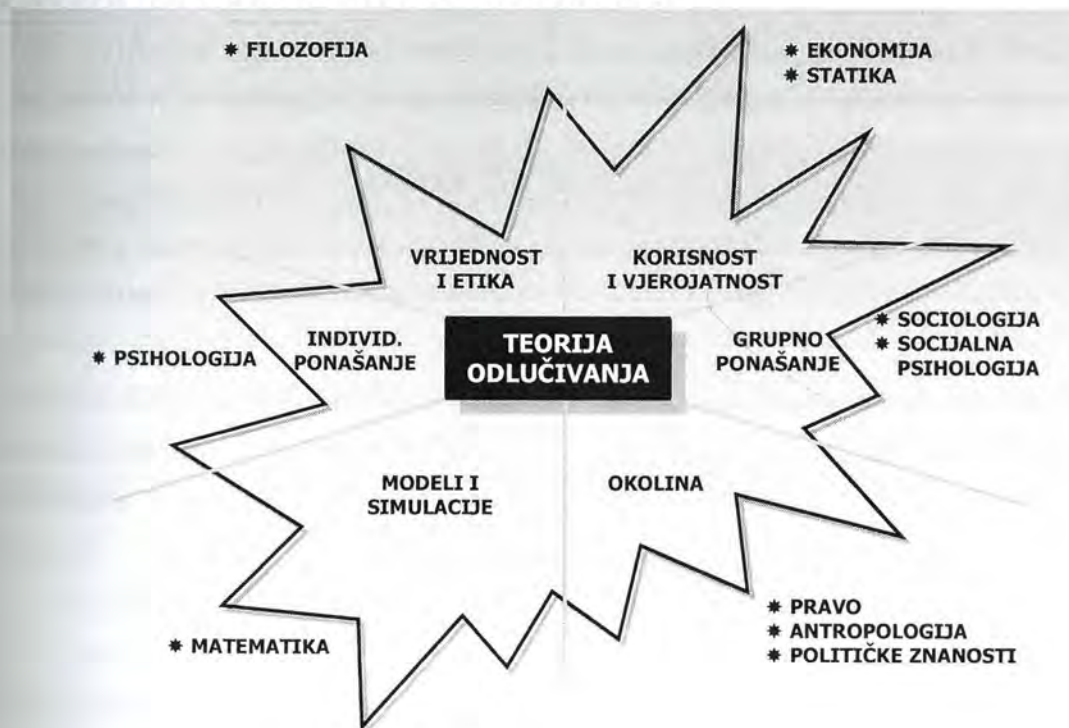 ✷ FILOZOFIJA
✷ EKONOMIJA
✷ STATIKA
VRIJEDNOST
I ETIKA
KORISNOST
I VJEROJATNOST
✷ PSIHOLOGIJA
INDIVID.
PONAŠANJE
TEORIJA
ODLUČIVANJA
GRUPNO
PONAŠANJE
✷ SOCIOLOGIJA
✷ SOCIJALNA
PSIHOLOGIJA
MODELI I
SIMULACIJE
OKOLINA
✷ MATEMATIKA
✷ PRAVO
✷ ANTROPOLOGIJA
✷ POLITIČKE ZNANOSTI